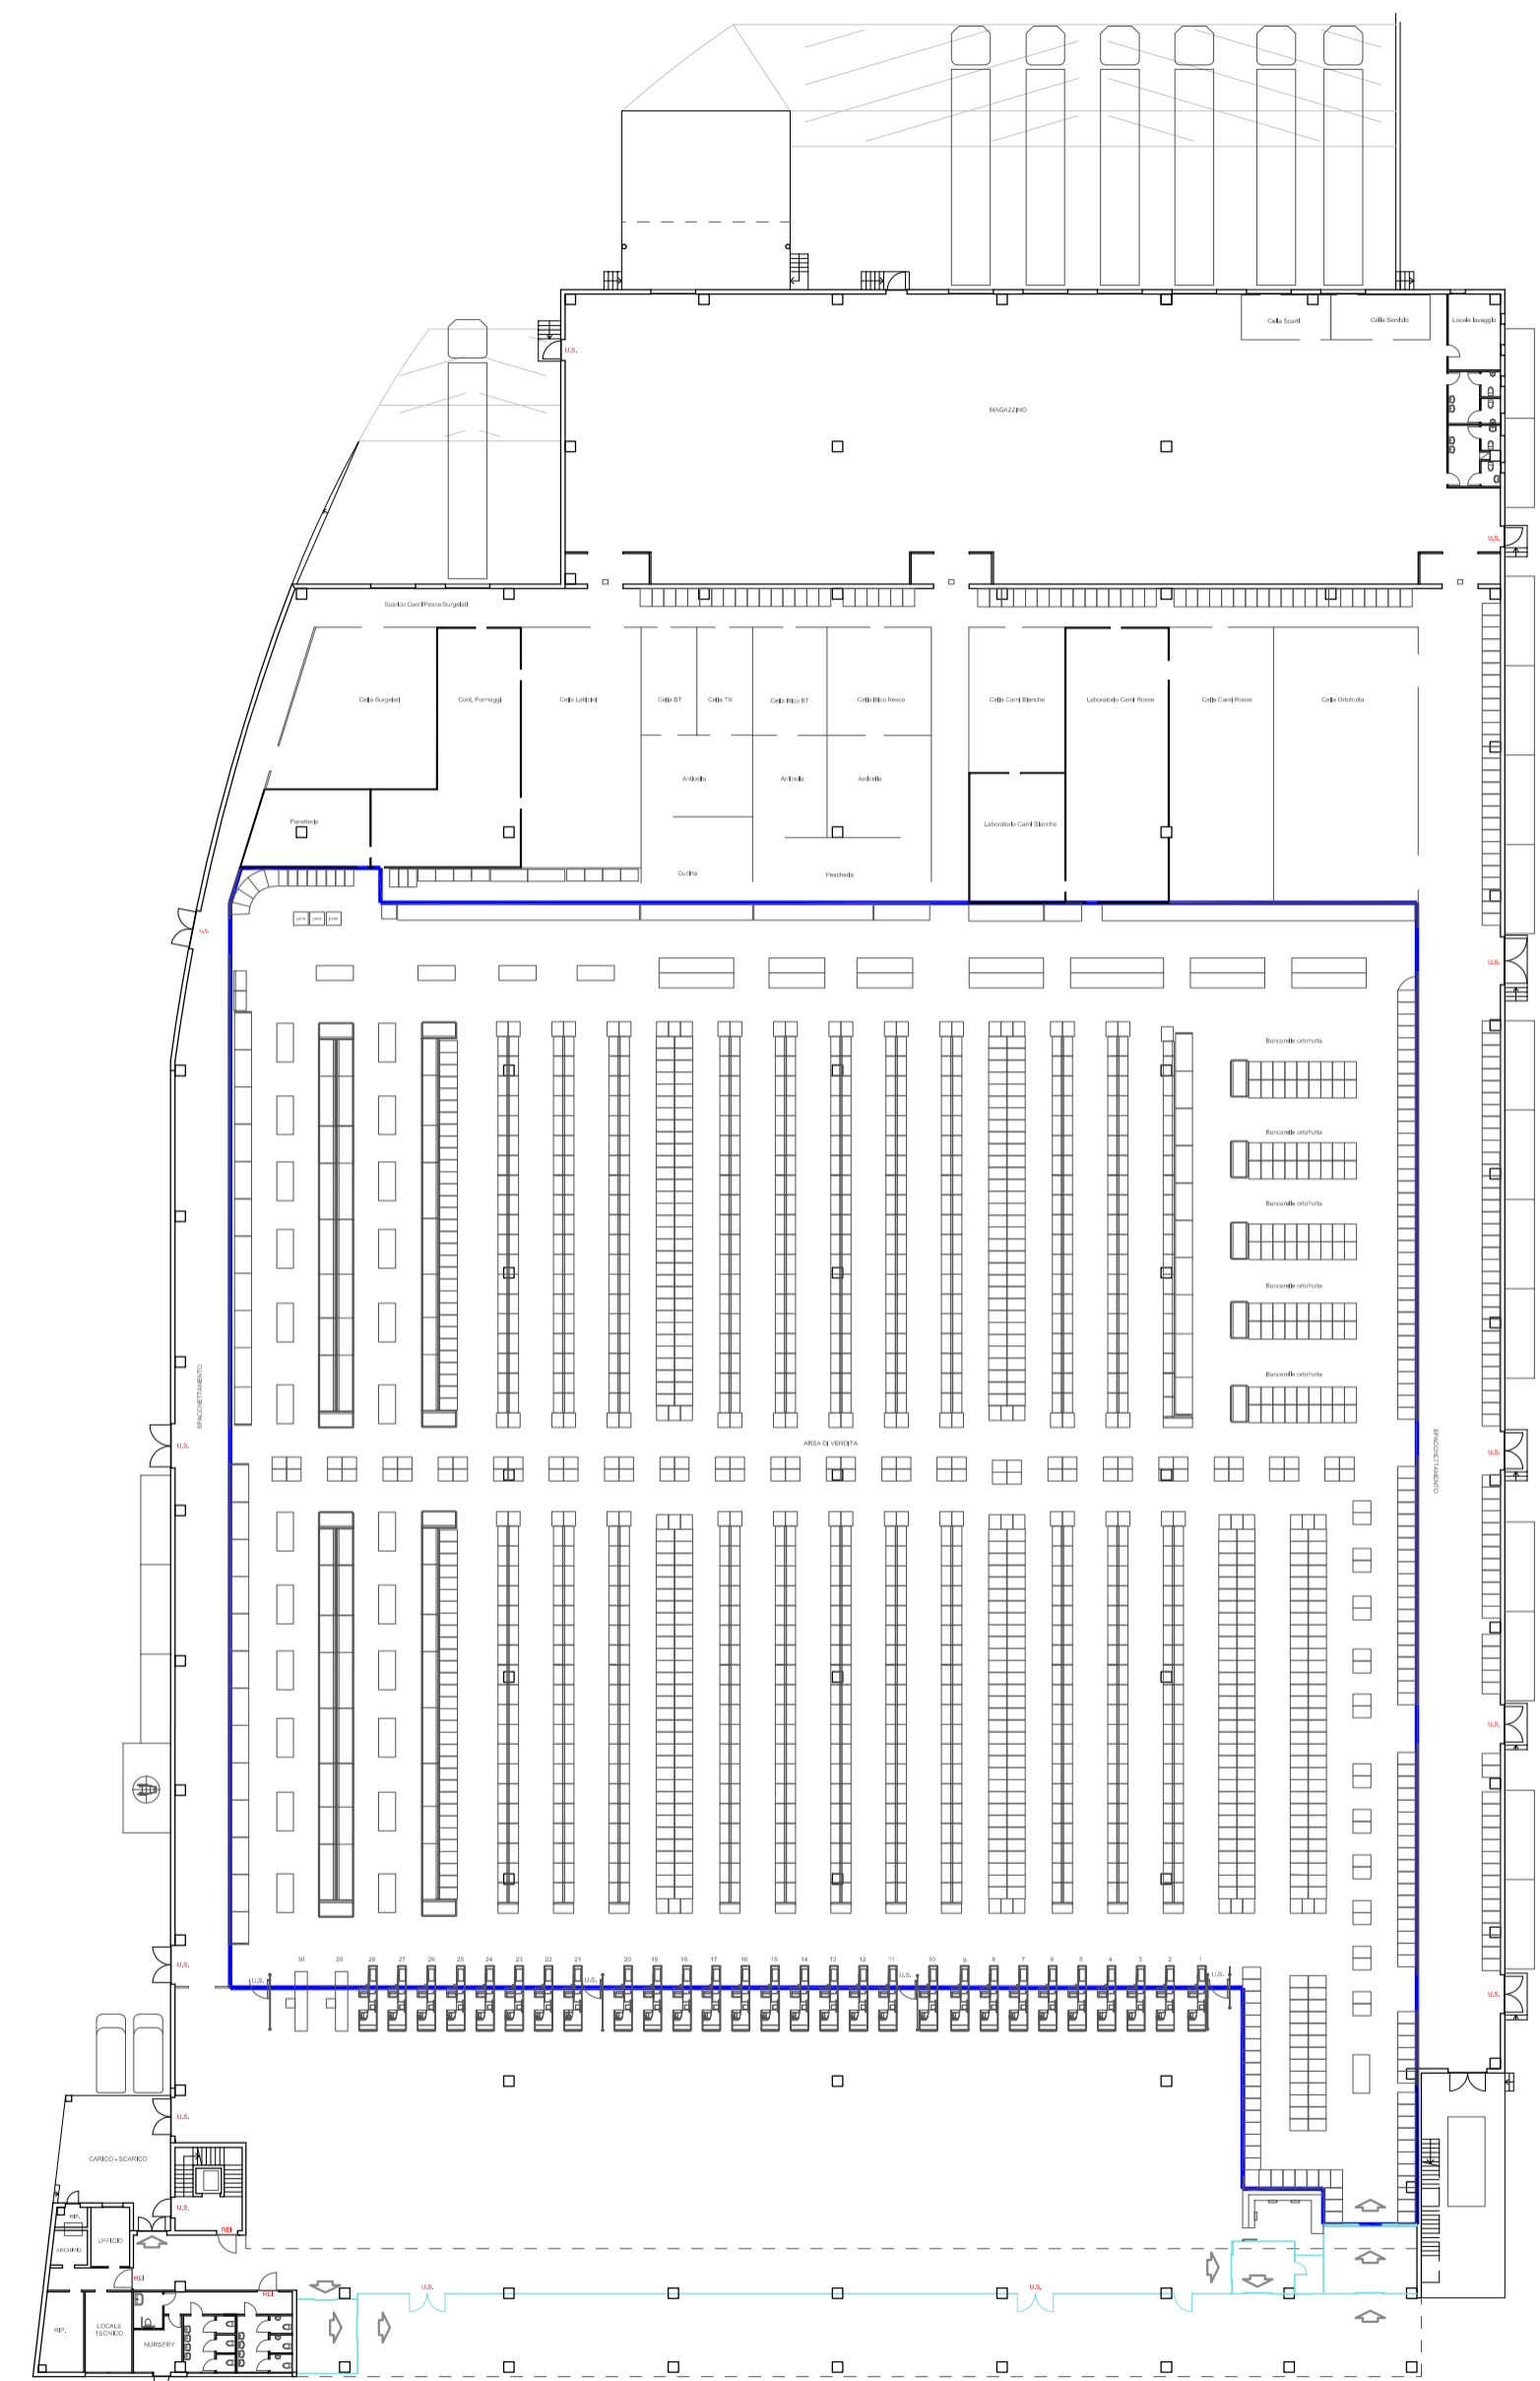 Cella Scarti
Cella Servizio
Locale lavaggio
U.S.
MAGAZZINO
U.S.
Scarico Carni/Pesce/Surgelati
Cella Surgelati
Conf. Formaggi
Cella Latticini
Cella BT
Cella TN
Cella Ittico BT
Cella Ittico fresco
Cella Carni Bianche
Laboratorio Carni Rosse
Cella Carni Rosse
Cella Ortofrutta
Anticella
Anticella
Anticella
Panetteria
Laboratorio Carni Bianche
Cucina
Pescheria
pane
pane
pane
U.S.
U.S.
Bancarelle ortofrutta
Bancarelle ortofrutta
Bancarelle ortofrutta
Bancarelle ortofrutta
Bancarelle ortofrutta
SPACCHETTAMENTO
AREA DI VENDITA
SPACCHETTAMENTO
U.S.
U.S.
U.S.
30
29
28
27
26
25
24
23
22
21
20
19
18
17
16
15
14
13
12
11
10
9
8
7
6
5
4
3
2
1
U.S.
U.S.
U.S.
U.S.
U.S.
U.S.
U.S.
CARICO - SCARICO
U.S.
RIP.
UFFICIO
REI
ARCHIVIO
REI
REI
U.S.
U.S.
RIP.
LOCALE
TECNICO
NURSERY